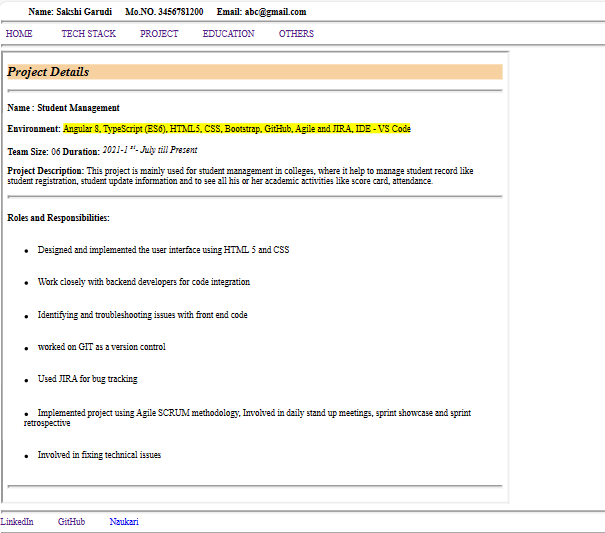 Name: Sakshi Garudi Mo.NO. 3456781200 Email: abc@gmail.com
HOME TECH STACK PROJECT EDUCATION OTHERS
Project Details
Name : Student Management
Environment: Angular 8, TypeScript (ES6), HTML5, CSS, Bootstrap, GitHub, Agile and JIRA, IDE - VS Code
Team Size: 06 Duration: 2021-1 st- July till Present
Project Description: This project is mainly used for student management in colleges, where it help to manage student record like
student registration, student update information and to see all his or her academic activities like score card, attendance.
Roles and Responsibilities:
• Designed and implemented the user interface using HTML 5 and CSS
• Work closely with backend developers for code integration
• Identifying and troubleshooting issues with front end code
• worked on GIT as a version control
• Used JIRA for bug tracking
• Implemented project using Agile SCRUM methodology, Involved in daily stand up meetings, sprint showcase and sprint
retrospective
• Involved in fixing technical issues
LinkedIn GitHub Naukari